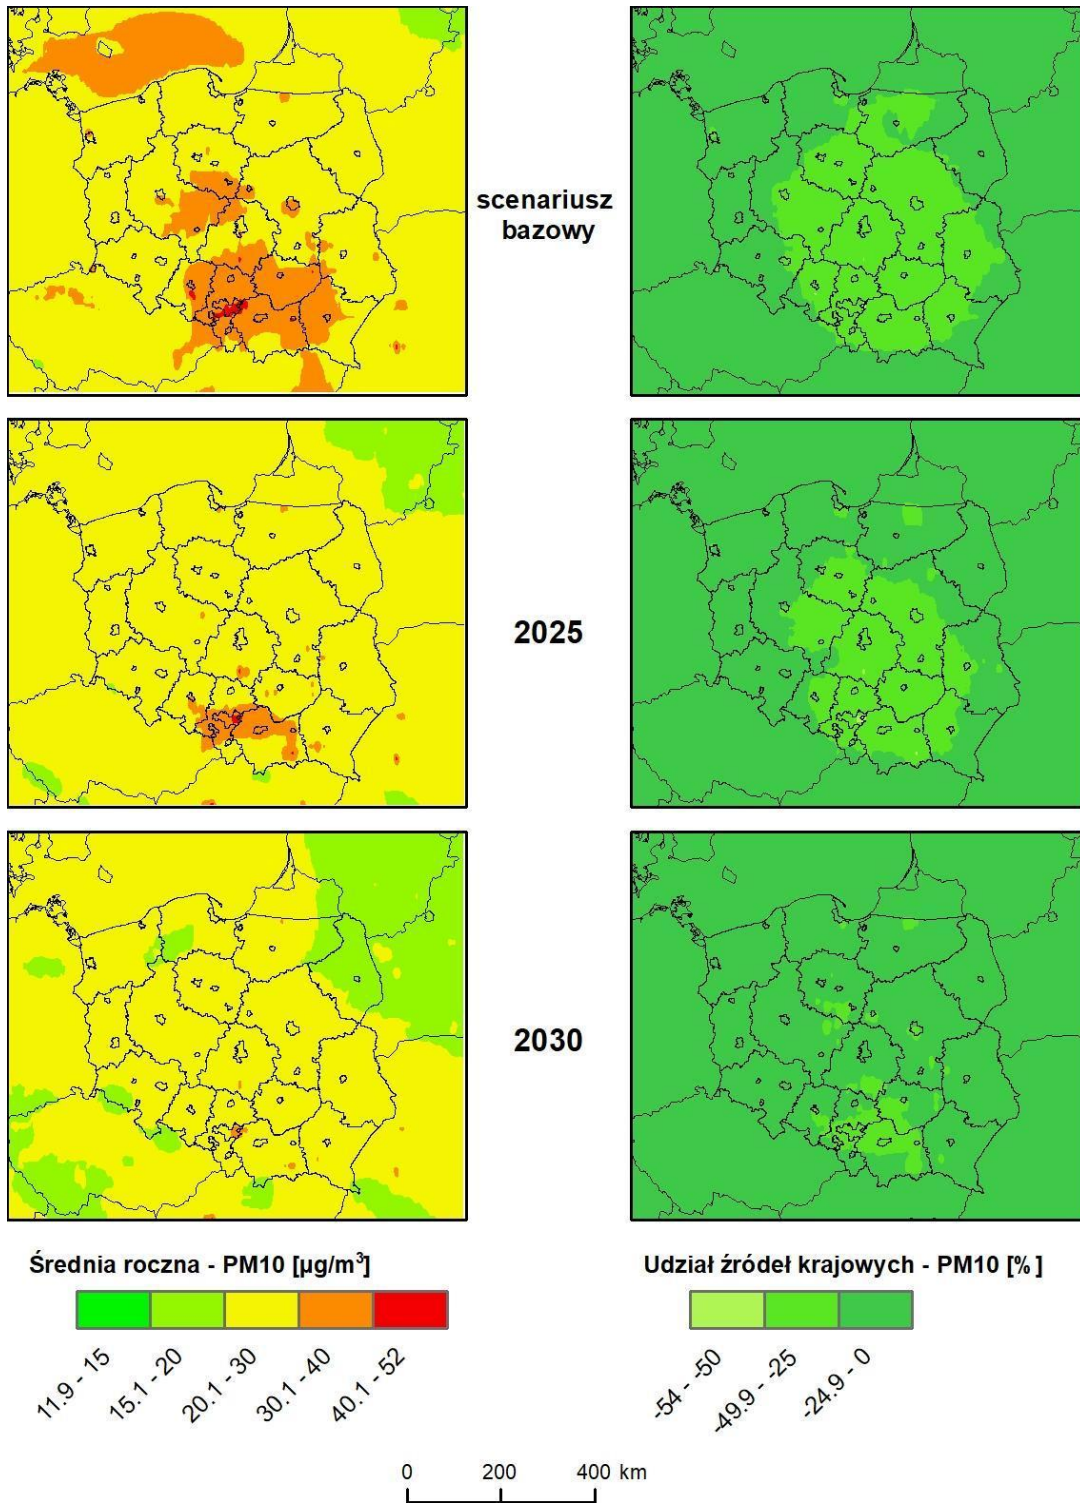 scenariusz
bazowy
2025
2030
Średnia roczna - PM10 [µg/m³]
11.9 - 15
15.1 - 20
20.1 - 30
30.1 - 40
40.1 - 52
Udział źródeł krajowych - PM10 [%]
-54 - -50
-49.9 - -25
-24.9 - 0
0 200 400 km